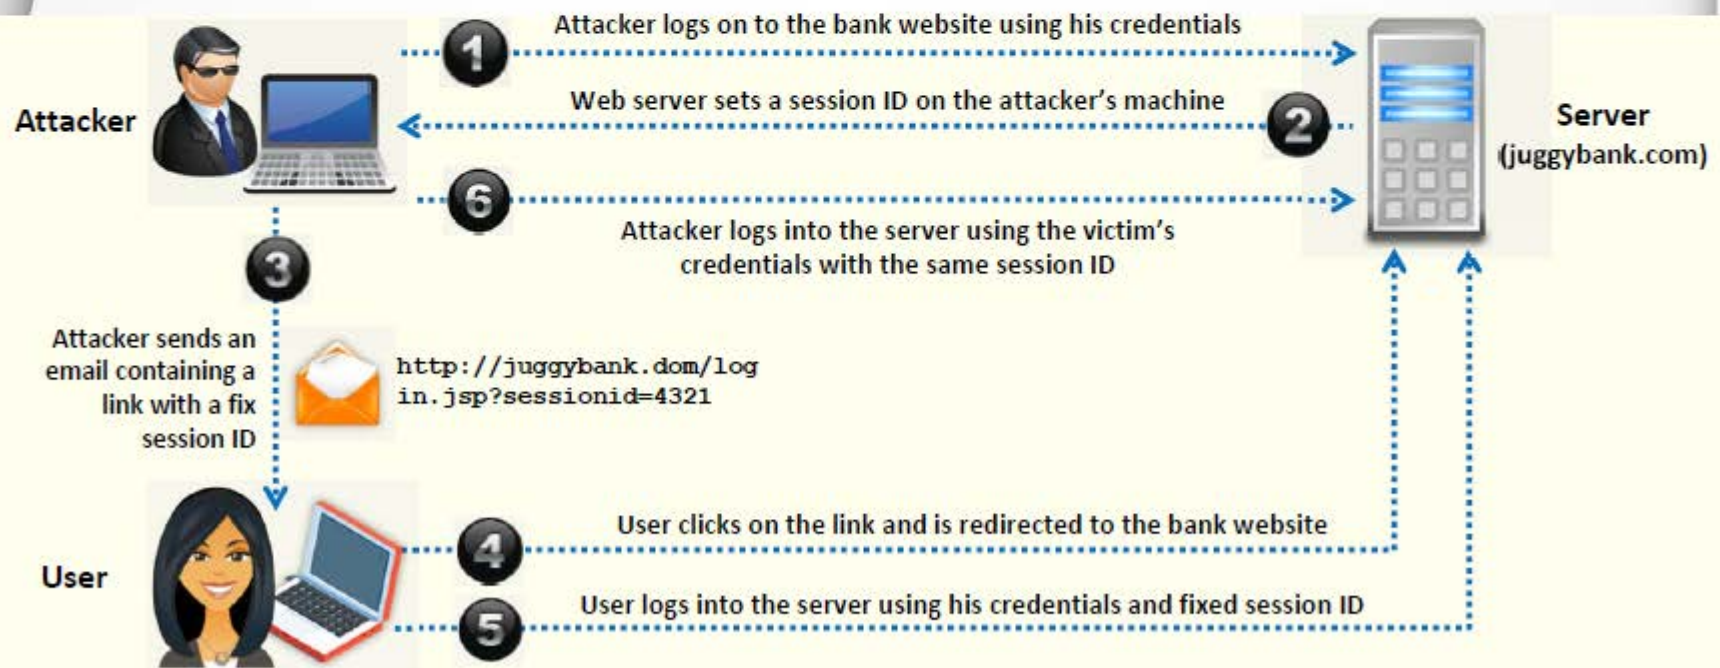 Attacker logs on to the bank website using his credentials
1
Web server sets a session ID on the attacker's machine
2
Attacker
Server
(juggybank.com)
6
Attacker logs into the server using the victim's
credentials with the same session ID
3
Attacker sends an
email containing a
link with a fix
session ID
http://juggybank.dom/log
in.jsp?sessionid=4321
User clicks on the link and is redirected to the bank website
4
User
User logs into the server using his credentials and fixed session ID
5